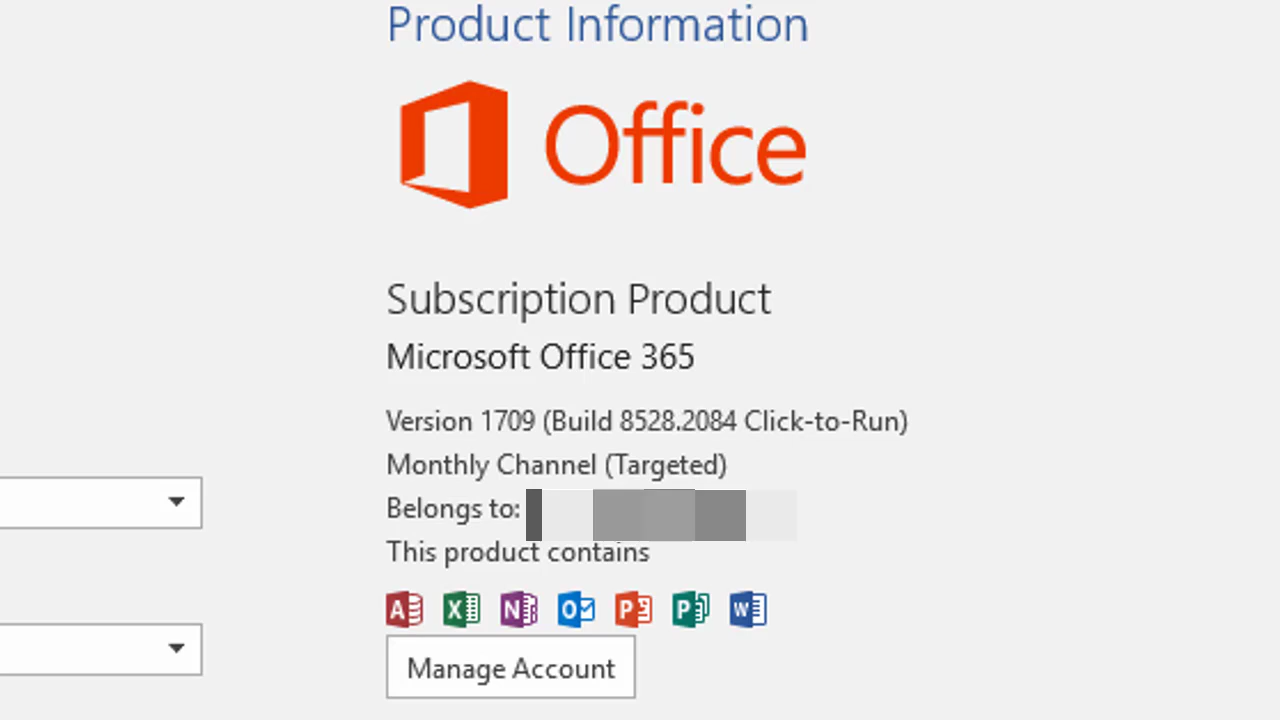 Product Information
Office
Subscription Product
Microsoft Office 365
Version 1709 (Build 8528.2084 Click-to-Run)
Monthly Channel (Targeted)
Belongs to:
This product contains
A X N O P P W
Manage Account